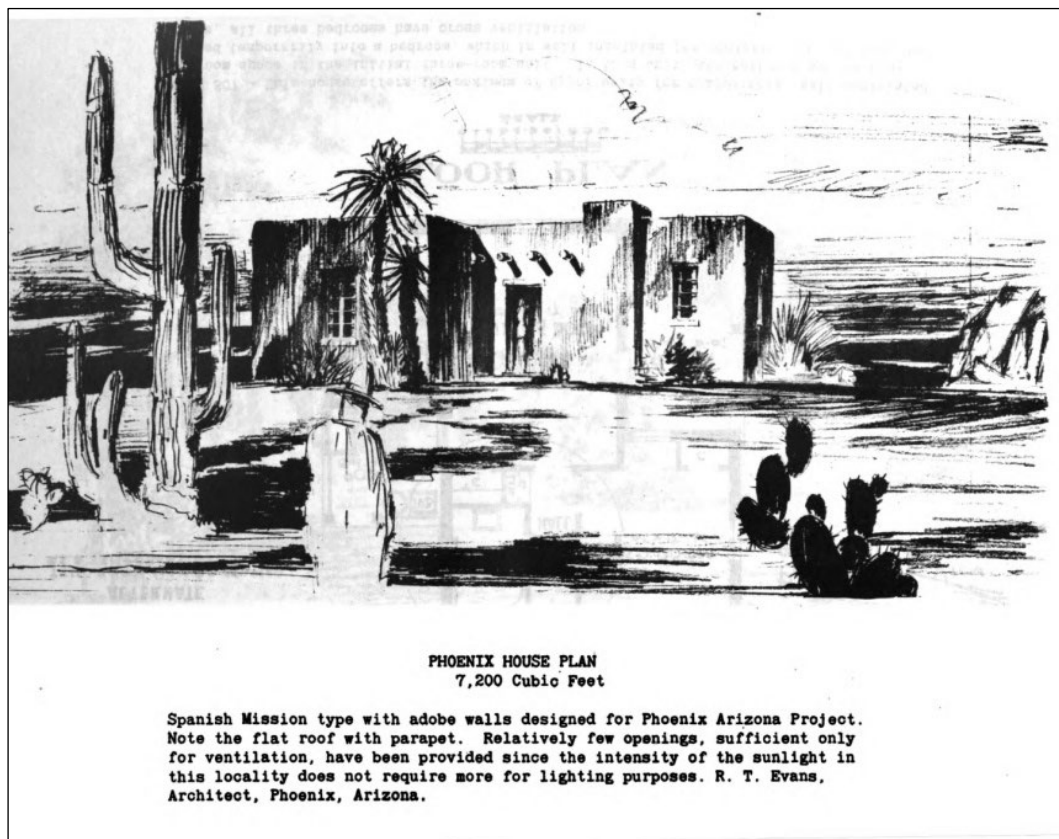 PHOENIX HOUSE PLAN
7,200 Cubic Feet
Spanish Mission type with adobe walls designed for Phoenix Arizona Project.
Note the flat roof with parapet. Relatively few openings, sufficient only
for ventilation, have been provided since the intensity of the sunlight in
this locality does not require more for lighting purposes. R. T. Evans,
Architect, Phoenix, Arizona.